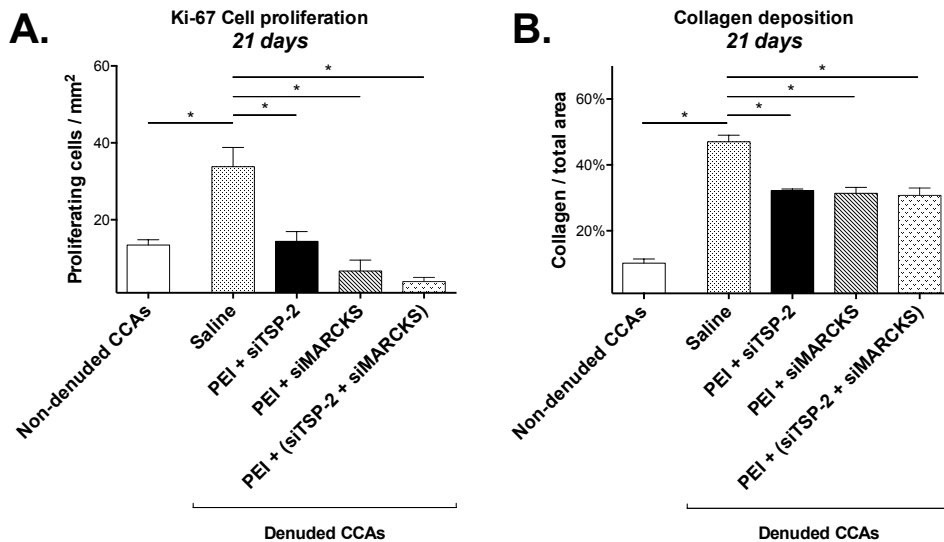 A.
Ki-67 Cell proliferation
21 days
Proliferating cells / mm²
60
40
20
*
*
*
*
Non-denuded CCAs
Saline
PEI + siTSP-2
PEI + siMARCKS
PEI + (siTSP-2 + siMARCKS)
Denuded CCAs
B.
Collagen deposition
21 days
Collagen / total area
60%
40%
20%
*
*
*
*
Non-denuded CCAs
Saline
PEI + siTSP-2
PEI + siMARCKS
PEI + (siTSP-2 + siMARCKS)
Denuded CCAs